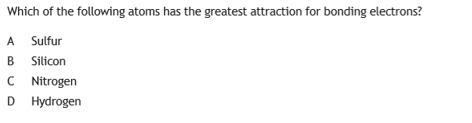 Which of the following atoms has the greatest attraction for bonding electrons?
A Sulfur
B Silicon
C Nitrogen
D Hydrogen